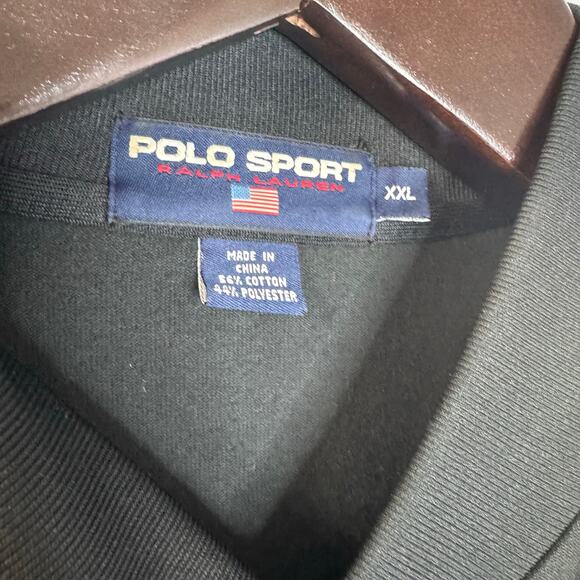 POLO SPORT
RALPH LAUREN
XXL
MADE IN
CHINA
56% COTTON
44% POLYESTER